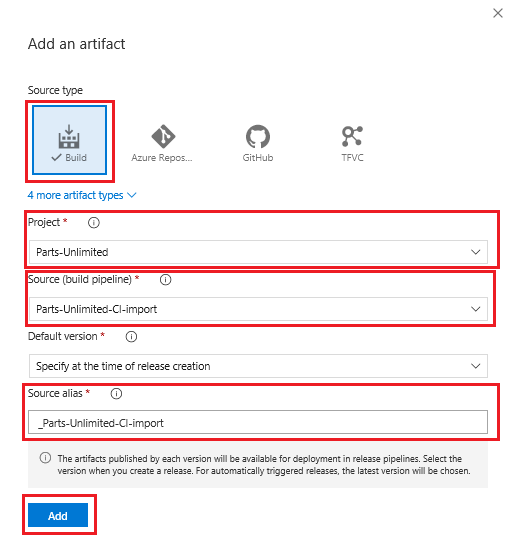 Add an artifact
Source type
Build
Azure Repos...
GitHub
TFVC
4 more artifact types
Project *
Parts-Unlimited
Source (build pipeline) *
Parts-Unlimited-CI-import
Default version *
Specify at the time of release creation
Source alias *
_Parts-Unlimited-CI-import
The artifacts published by each version will be available for deployment in release pipelines. Select the
version when you create a release. For automatically triggered releases, the latest version will be chosen.
Add